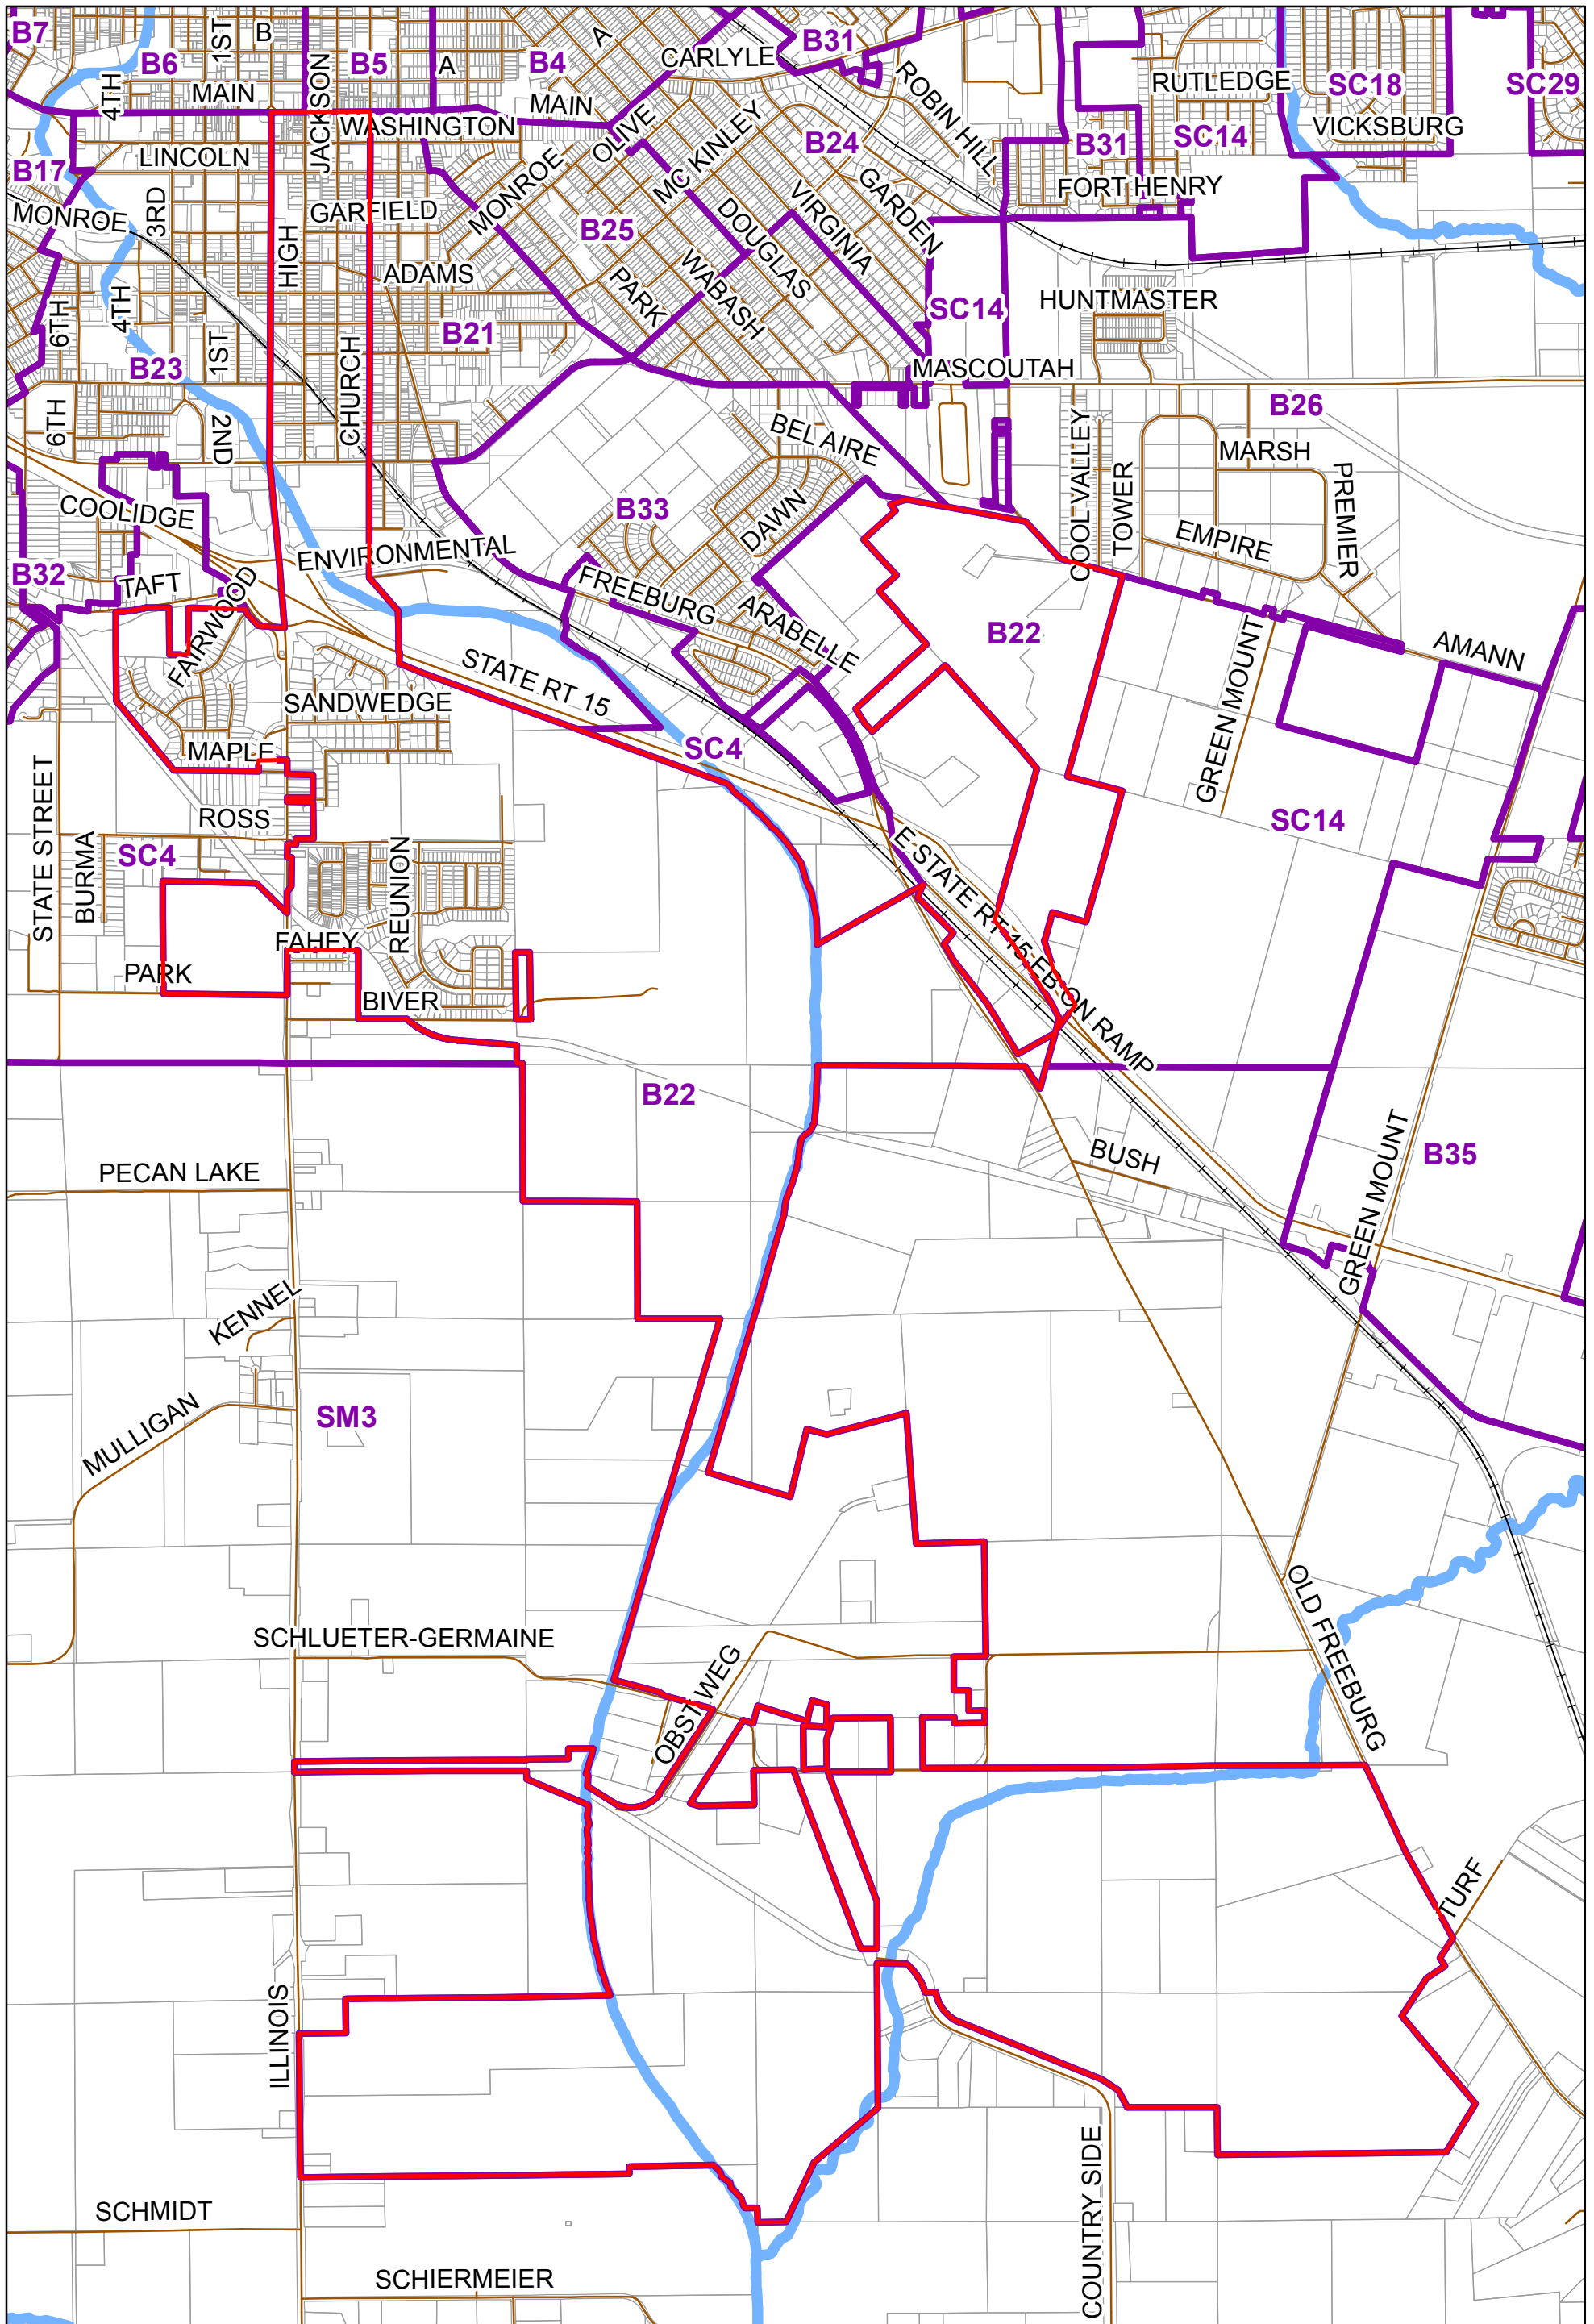 B7
B6
1ST
B
B5
A
B4
A
CARLYLE
B31
ROBIN HILL
RUTLEDGE
SC18
SC29
4TH
MAIN
JACKSON
MAIN
WASHINGTON
OLIVE
MC KINLEY
B24
B31
SC14
VICKSBURG
LINCOLN
B17
MONROE
GARDEN
FORT HENRY
MONROE
3RD
GARFIELD
B25
DOUGLAS
VIRGINIA
HIGH
ADAMS
PARK
WABASH
SC14
HUNTMASTER
6TH
4TH
B21
1ST
B23
CHURCH
MASCOUTAH
B26
6TH
2ND
BEL AIRE
COOL VALLEY
TOWER
MARSH
PREMIER
COOLIDGE
B33
DAWN
EMPIRE
ENVIRONMENTAL
B32
TAFT
FREEBURG
FAIRWOOD
ARABELLE
B22
GREEN MOUNT
AMANN
STATE RT 15
SANDWEDGE
MAPLE
SC4
STATE STREET
ROSS
SC14
BURMA
SC4
REUNION
E STATE RT 15-EB ON RAMP
FAHEY
PARK
BIVER
B22
PECAN LAKE
BUSH
B35
GREEN MOUNT
KENNEL
MULLIGAN
SM3
SCHLUETER-GERMAINE
OLD FREEBURG
OBST WEG
TURF
ILLINOIS
COUNTRY SIDE
SCHMIDT
SCHIERMEIER